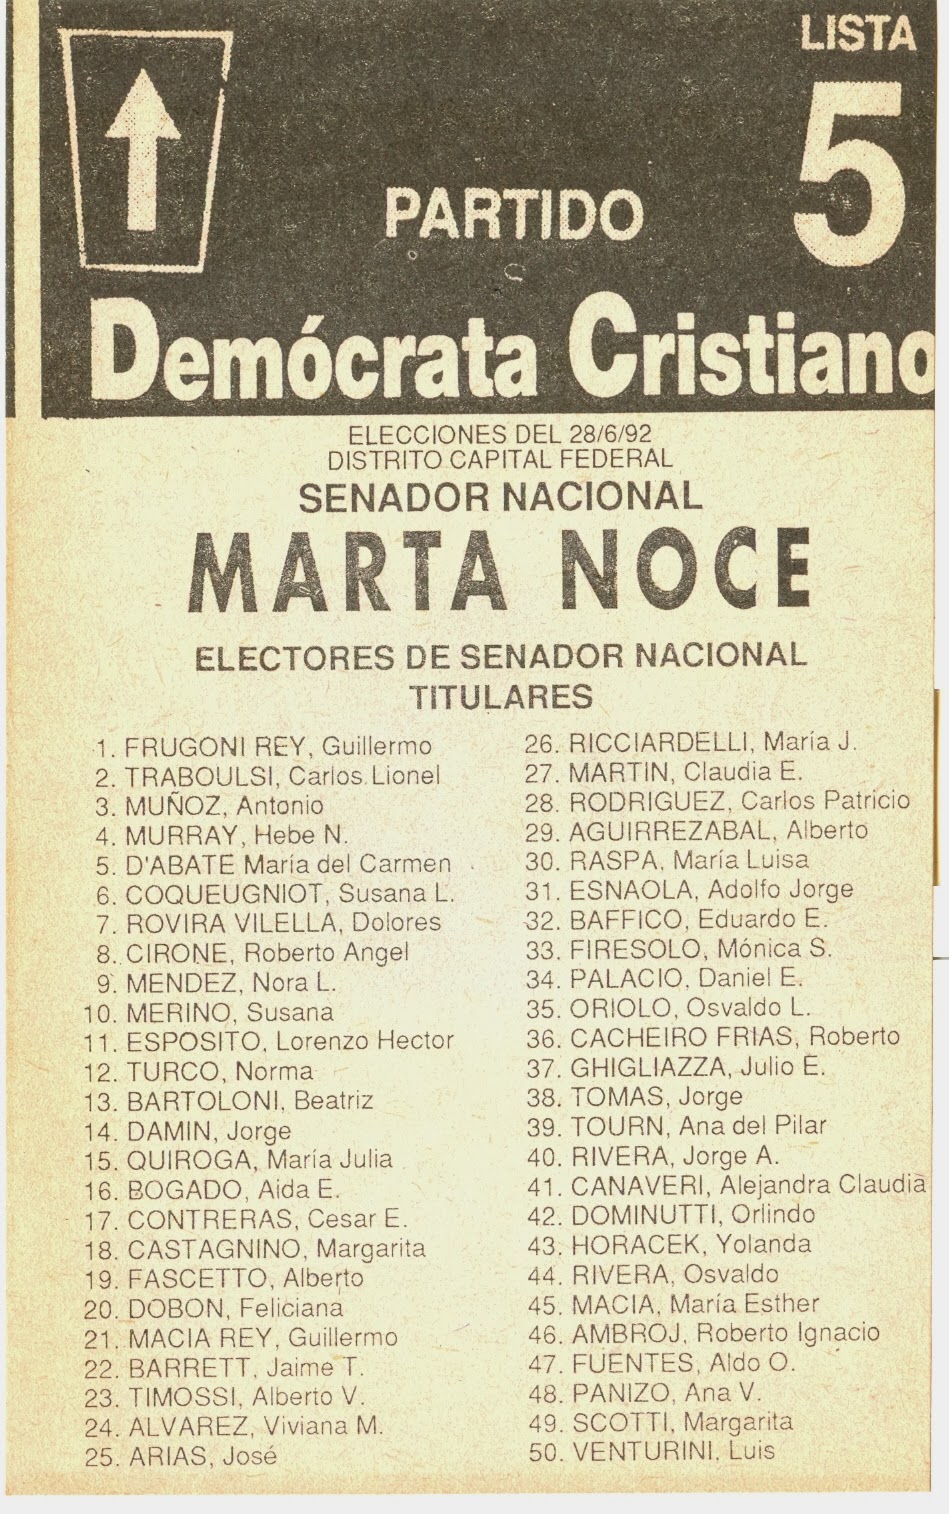 LISTA
5
PARTIDO
Demócrata Cristiano
ELECCIONES DEL 28/6/92
DISTRITO CAPITAL FEDERAL
SENADOR NACIONAL
MARTA NOCE
ELECTORES DE SENADOR NACIONAL
TITULARES
1. FRUGONI REY, Guillermo
2. TRABOULSI, Carlos Lionel
3. MUÑOZ, Antonio
4. MURRAY, Hebe N.
5. D'ABATE María del Carmen
6. COQUEUGNIOT, Susana L.
7. ROVIRA VILELLA, Dolores
8. CIRONE, Roberto Angel
9. MENDEZ, Nora L.
10. MERINO, Susana
11. ESPOSITO, Lorenzo Hector
12. TURCO, Norma
13. BARTOLONI, Beatriz
14. DAMIN, Jorge
15. QUIROGA, María Julia
16. BOGADO, Aida E.
17. CONTRERAS, Cesar E.
18. CASTAGNINO, Margarita
19. FASCETTO, Alberto
20. DOBON, Feliciana
21. MACIA REY, Guillermo
22. BARRETT, Jaime T.
23. TIMOSSI, Alberto V.
24. ALVAREZ, Viviana M.
25. ARIAS, José
26. RICCIARDELLI, María J.
27. MARTIN, Claudia E.
28. RODRIGUEZ, Carlos Patricio
29. AGUIRREZABAL, Alberto
30. RASPA, María Luisa
31. ESNAOLA, Adolfo Jorge
32. BAFFICO, Eduardo E.
33. FIRESOLO, Mónica S.
34. PALACIO, Daniel E.
35. ORIOLO, Osvaldo L.
36. CACHEIRO FRIAS, Roberto
37. GHIGLIAZZA, Julio E.
38. TOMAS, Jorge
39. TOURN, Ana del Pilar
40. RIVERA, Jorge A.
41. CANAVERI, Alejandra Claudia
42. DOMINUTTI, Orlindo
43. HORACEK, Yolanda
44. RIVERA, Osvaldo
45. MACIA, María Esther
46. AMBROJ, Roberto Ignacio
47. FUENTES, Aldo O.
48. PANIZO, Ana V.
49. SCOTTI, Margarita
50. VENTURINI, Luis